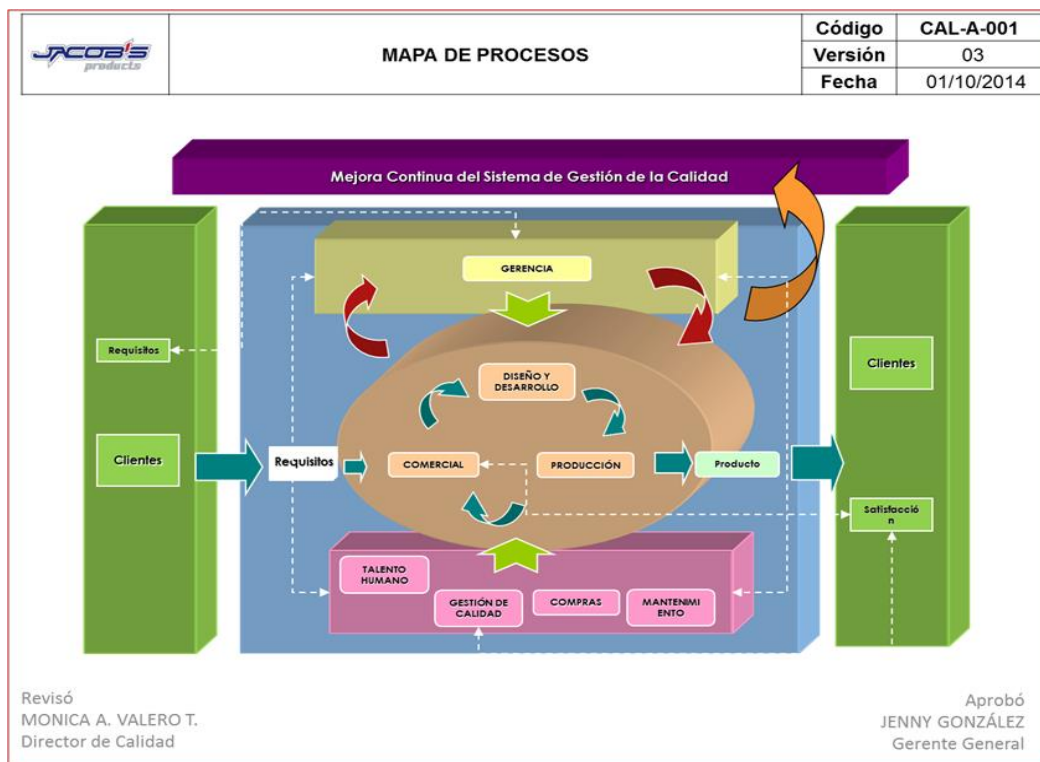 JACOB'S
products
MAPA DE PROCESOS
Código CAL-A-001
Versión 03
Fecha 01/10/2014
Mejora Continua del Sistema de Gestión de la Calidad
GERENCIA
Requisitos
Clientes
DISEÑO Y
DESARROLLO
Clientes
Clientes
Requisitos
COMERCIAL
PRODUCCIÓN
Producto
Satisfacció
n
TALENTO
HUMANO
GESTIÓN DE
CALIDAD
COMPRAS
MANTENIMI
ENTO
Revisó
MONICA A. VALERO T.
Director de Calidad
Aprobó
JENNY GONZÁLEZ
Gerente General